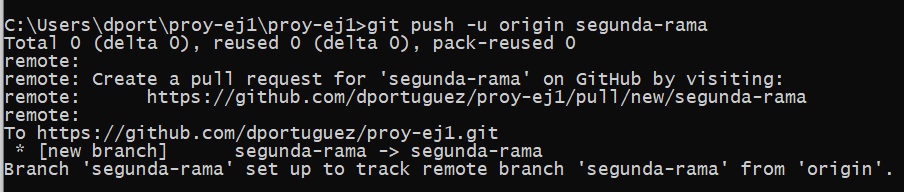 C:\Users\dport\proy-ej1\proy-ej1>git push -u origin segunda-rama
Total 0 (delta 0), reused 0 (delta 0), pack-reused 0
remote:
remote: Create a pull request for 'segunda-rama' on GitHub by visiting:
remote:      https://github.com/dportuguez/proy-ej1/pull/new/segunda-rama
remote:
To https://github.com/dportuguez/proy-ej1.git
 * [new branch]      segunda-rama -> segunda-rama
Branch 'segunda-rama' set up to track remote branch 'segunda-rama' from 'origin'.